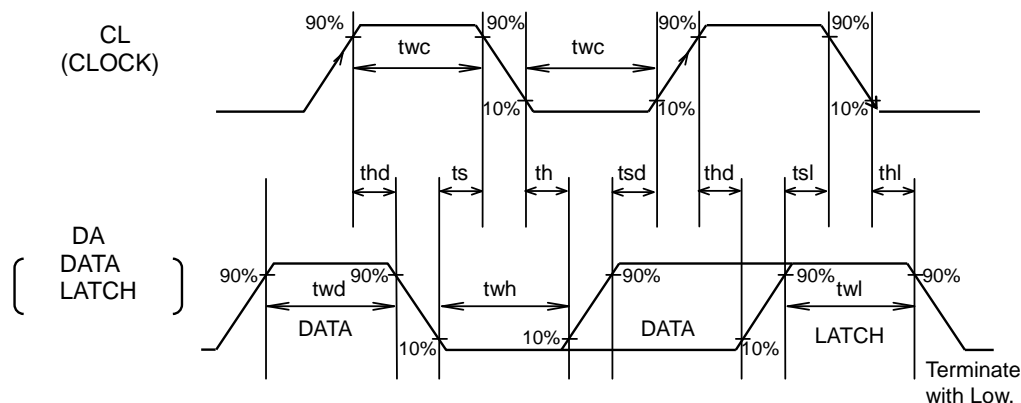 CL
(CLOCK)
90% 90% 90% 90%
twc twc
10% 10% 10%
thd ts th tsd thd tsl thl
DA
DATA
LATCH
90% 90% 90% 90% 90%
twd twh twl
DATA DATA LATCH
10% 10% 10%
Terminate
with Low.